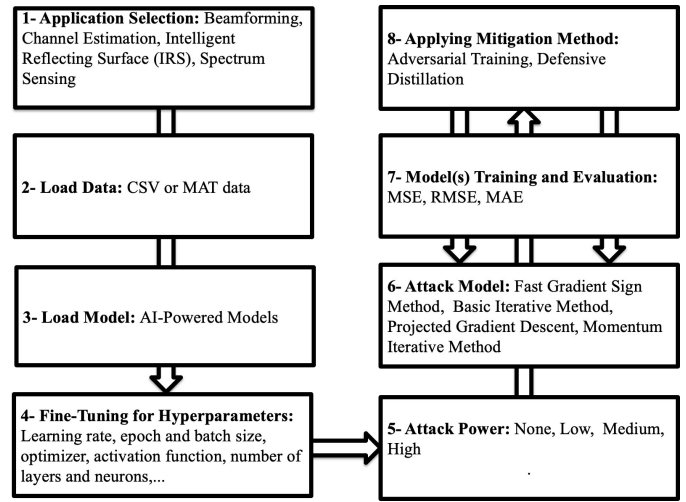 1- Application Selection: Beamforming,
Channel Estimation, Intelligent
Reflecting Surface (IRS), Spectrum
Sensing
2- Load Data: CSV or MAT data
3- Load Model: AI-Powered Models
4- Fine-Tuning for Hyperparameters:
Learning rate, epoch and batch size,
optimizer, activation function, number of
layers and neurons,...
8- Applying Mitigation Method:
Adversarial Training, Defensive
Distillation
7- Model(s) Training and Evaluation:
MSE, RMSE, MAE
6- Attack Model: Fast Gradient Sign
Method, Basic Iterative Method,
Projected Gradient Descent, Momentum
Iterative Method
5- Attack Power: None, Low, Medium,
High
.